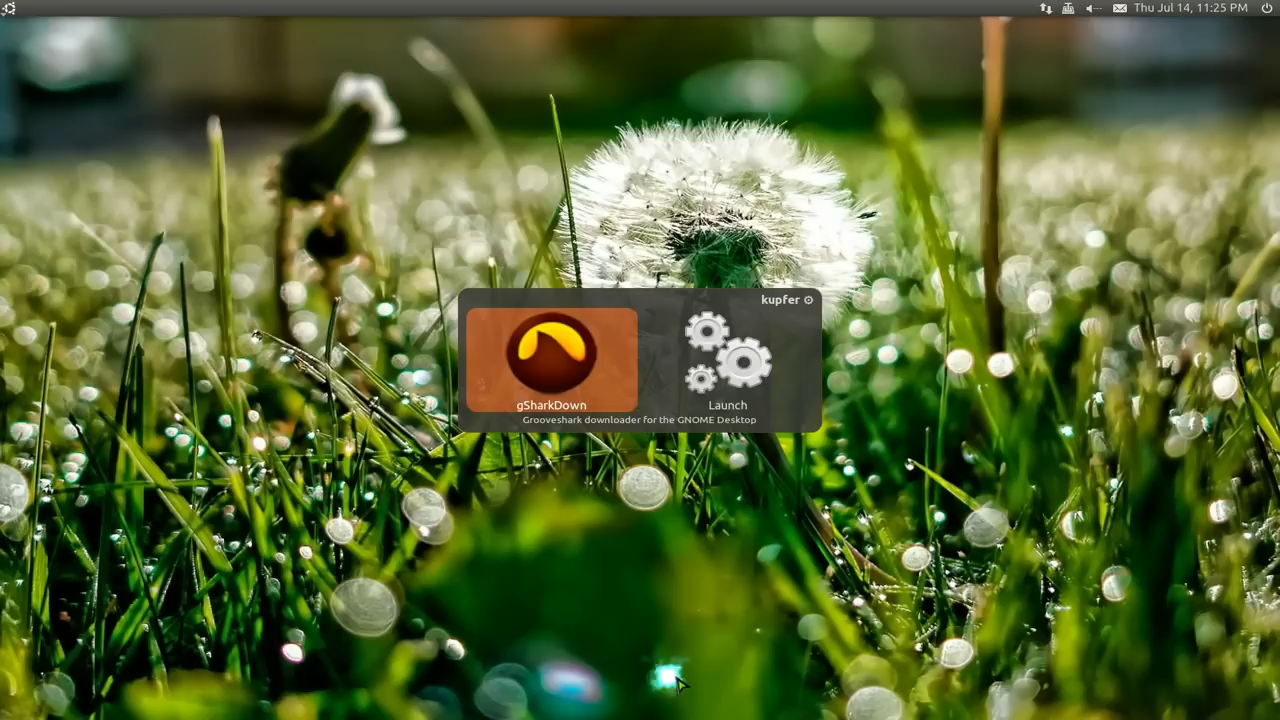 Thu Jul 14, 11:25 PM
kupfer
gSharkDown
Launch
Grooveshark downloader for the GNOME Desktop